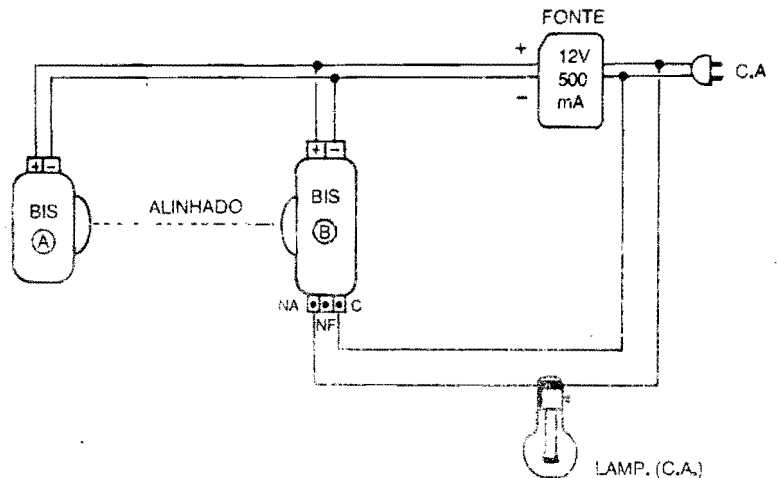 FONTE
+
12V
500
mA
-
C.A
+ -
BIS
A
ALINHADO
+ -
BIS
B
NA
NF
C
LAMP. (C.A.)